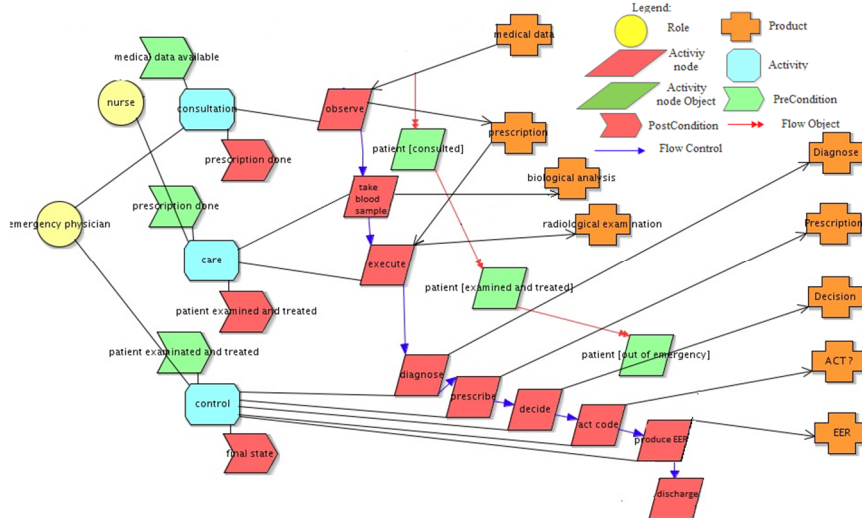 Legend:
Role
Product
Activiy
node
Activity
Activity
node Object
PreCondition
PostCondition
Flow Object
Flow Control
medical data
medical data available
nurse
consultation
observe
prescription
patient [consulted]
Diagnose
prescription done
biological analysis
take
blood
sample
prescription done
emergency physician
radiological examination
Prescription
care
execute
patient [examined and treated]
Decision
patient examined and treated
patient examinated and treated
patient [out of emergency]
ACT ?
diagnose
prescribe
control
decide
act code
EER
produce EER
final state
discharge